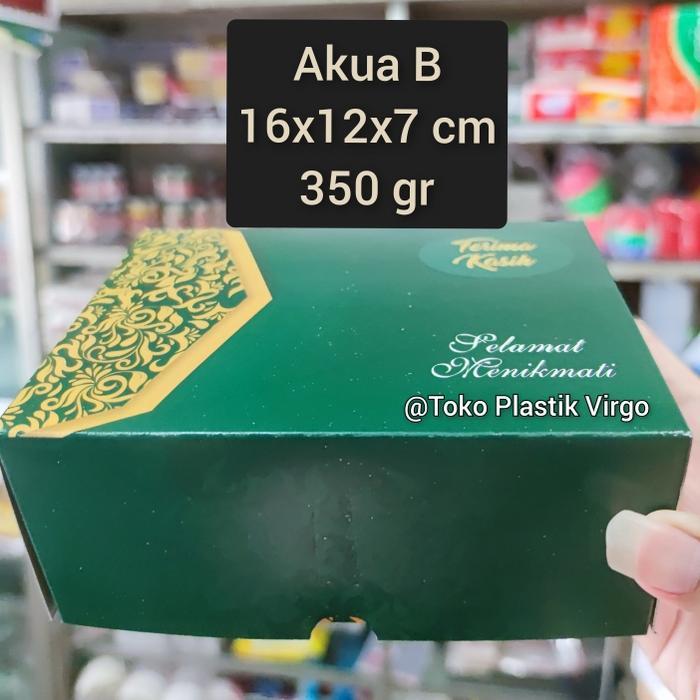 Akua B
16x12x7 cm
350 gr
Terima
Kasih
Selamat
Menikmati
@Toko Plastik Virgo